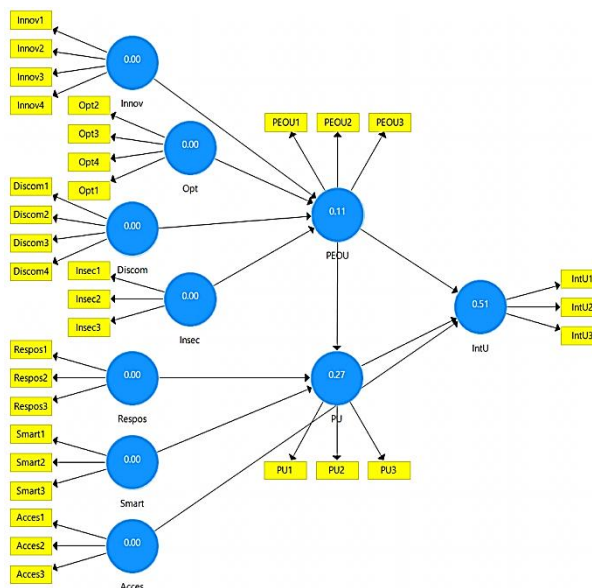 Innov1
Innov2
Innov3
Innov4
0.00
Innov
Opt2
Opt3
Opt4
Opt1
0.00
Opt
Discom1
Discom2
Discom3
Discom4
0.00
Discom
Insec1
Insec2
Insec3
0.00
Insec
PEOU1
PEOU2
PEOU3
0.11
PEOU
Respos1
Respos2
Respos3
0.00
Respos
Smart1
Smart2
Smart3
0.00
Smart
Acces1
Acces2
Acces3
0.00
Acces
0.27
PU
PU1
PU2
PU3
0.51
IntU
IntU1
IntU2
IntU3